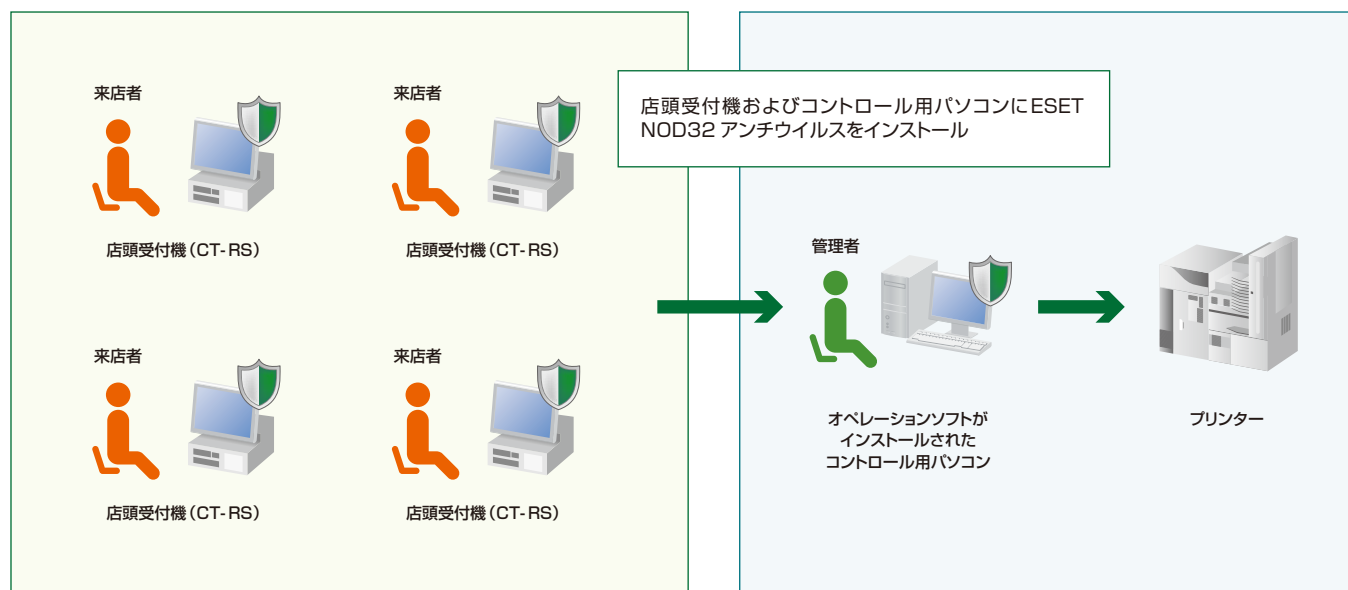 来店者
来店者
店頭受付機(CT-RS)
店頭受付機(CT-RS)
来店者
来店者
店頭受付機(CT-RS)
店頭受付機(CT-RS)
店頭受付機およびコントロール用パソコンにESET
NOD32 アンチウイルスをインストール
管理者
オペレーションソフトが
インストールされた
コントロール用パソコン
プリンター